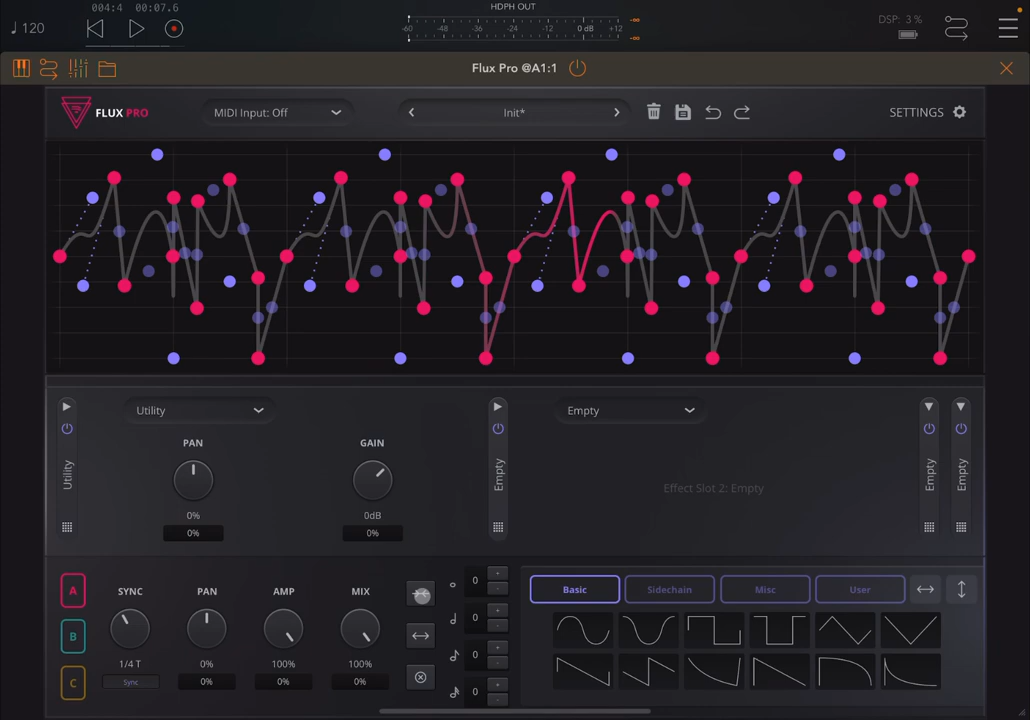 004:4 00:07.6
♩120
HDPH OUT
-60 -48 -36 -24 -12 0 dB +12
-∞
-∞
DSP: 3 %
Flux Pro @A1:1
FLUX PRO
MIDI Input: Off
Init*
SETTINGS
Utility
Empty
PAN
GAIN
Utility
Empty
Empty
Empty
Effect Slot 2: Empty
0%
0dB
0%
0%
A
B
C
SYNC
PAN
AMP
MIX
1/4 T
0%
100%
100%
Sync
0%
0%
0%
0
0
0
0
Basic
Sidechain
Misc
User